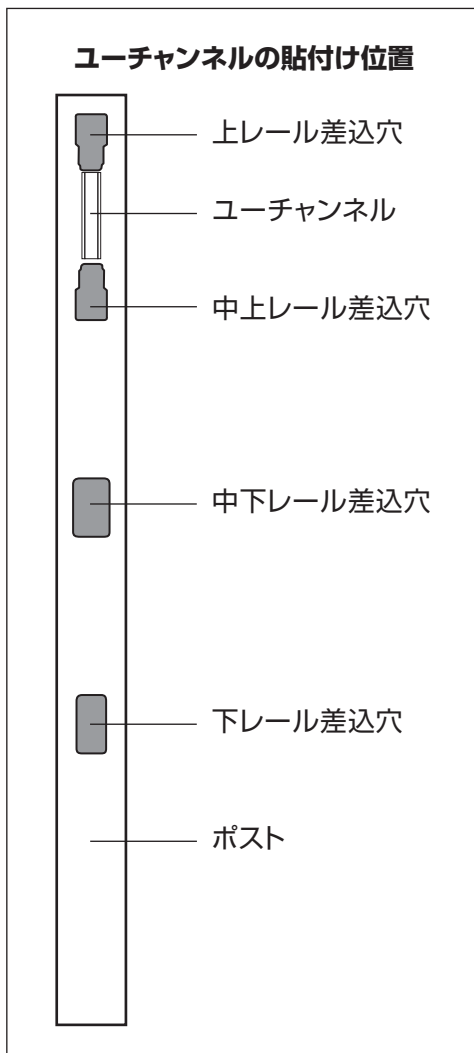 ユーチャンネルの貼付け位置
上レール差込穴
ユーチャンネル
中上レール差込穴
中下レール差込穴
下レール差込穴
ポスト